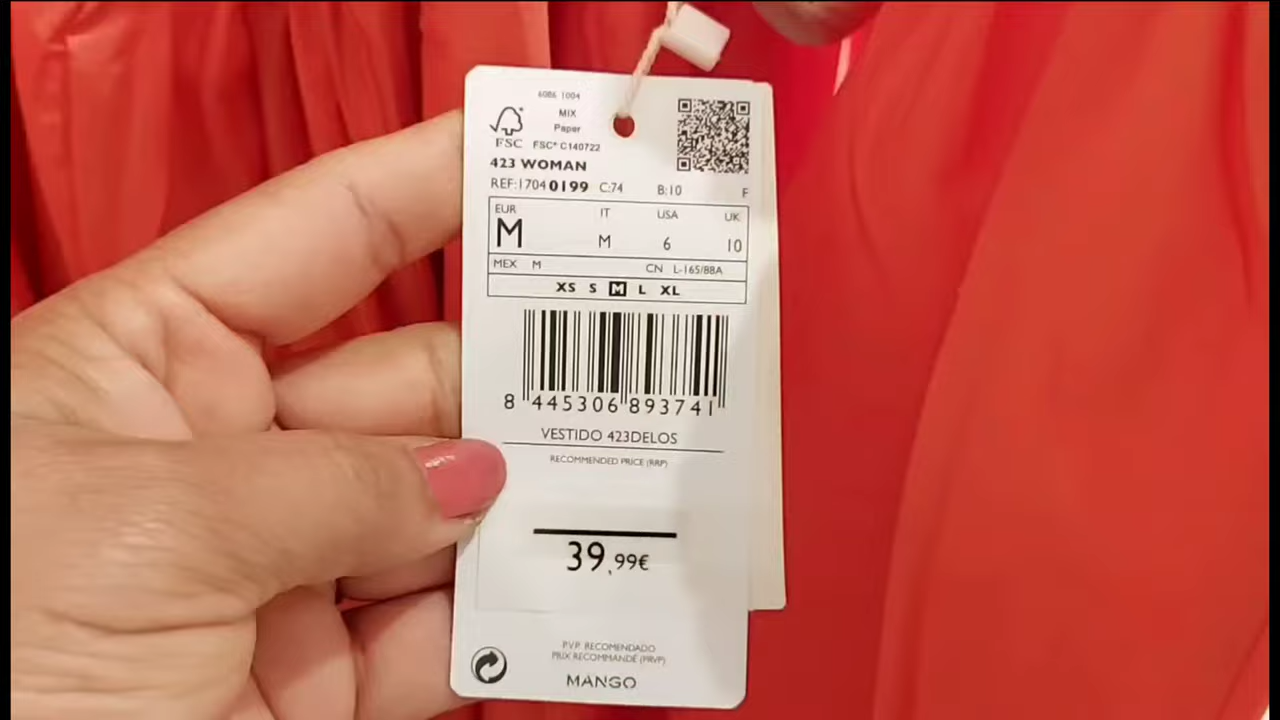 6086 1004
MIX
Paper
FSC FSC® C140722
423 WOMAN
REF:1704 0199 C:74 B:10 F
EUR IT USA UK
M M 6 10
MEX M CN L-165/88A
XS S M L XL
8 445306 893741
VESTIDO 423DELOS
RECOMMENDED PRICE (RRP)
39,99€
P.V.P. RECOMENDADO
PRIX RECOMMANDÉ (PRVP)
MANGO